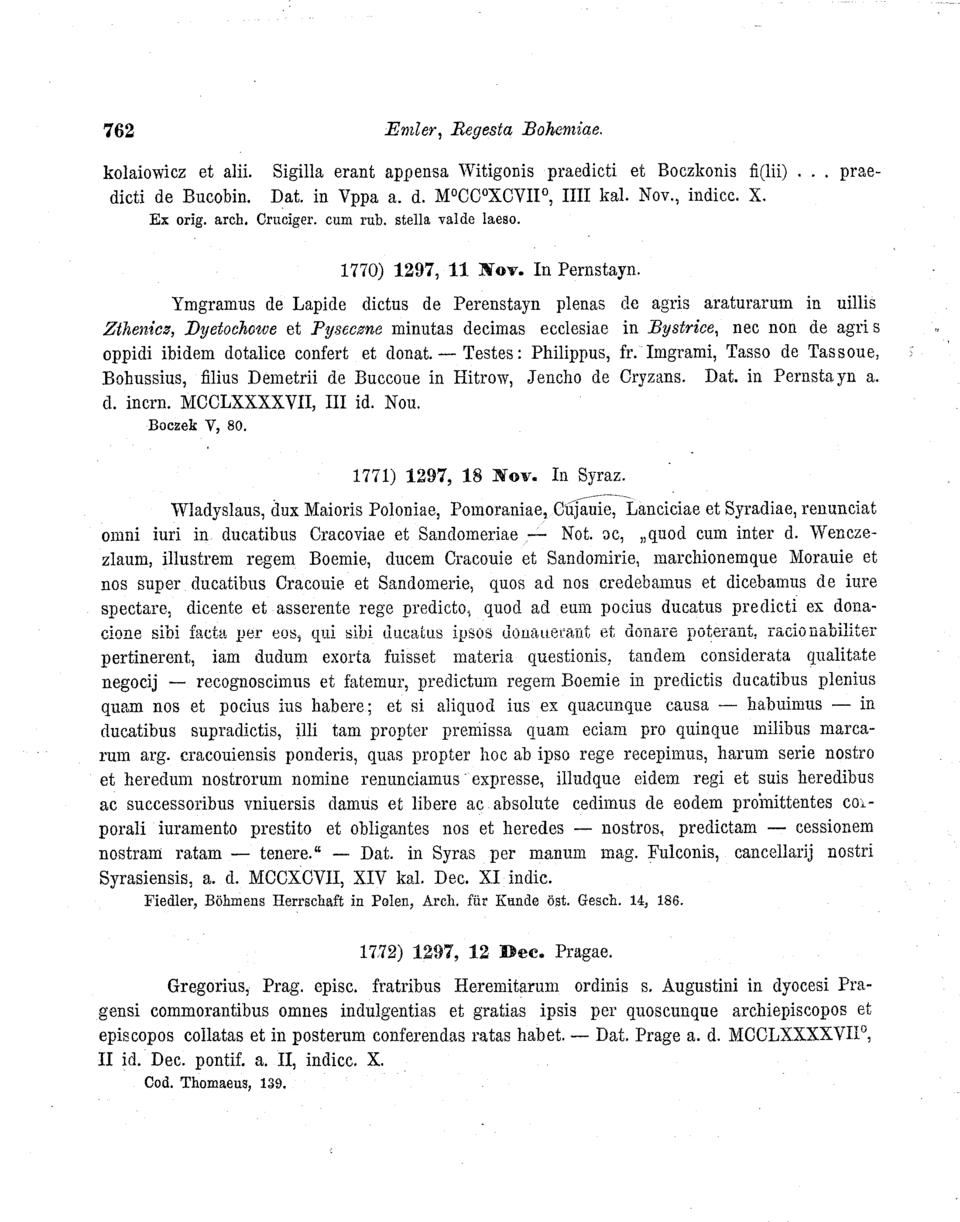 762 Emler, Regesta Bohemiae.
kolaiowicz et alii. Sigilla erant appensa Witigonis praedicti et Boczkonis fi(lii) . . . prae-
dicti de Bucobin. Dat. in Vppa a. d. M⁰CC⁰XCVII⁰, IIII kal. Nov., indicc. X.
Ex orig. arch. Cruciger. cum rub. stella valde laeso.
1770) 1297, 11 Nov. In Pernstayn.
Ymgramus de Lapide dictus de Perenstayn plenas de agris araturarum in uillis
Zthenicz, Dyetochowe et Pyseczne minutas decimas ecclesiae in Bystrice, nec non de agris
oppidi ibidem dotalice confert et donat. — Testes: Philippus, fr. Imgrami, Tasso de Tassoue,
Bohussius, filius Demetrii de Buccoue in Hitrow, Jencho de Cryzans. Dat. in Pernstayn a.
d. incrn. MCCLXXXXVII, III id. Nou.
Boczek V, 80.
1771) 1297, 18 Nov. In Syraz.
Wladyslaus, dux Maioris Poloniae, Pomoraniae, Cujauie, Lanciciae et Syradiae, renunciat
omni iuri in ducatibus Cracoviae et Sandomeriae — Not. oc, „quod cum inter d. Wencze-
zlaum, illustrem regem Boemie, ducem Cracouie et Sandomirie, marchionemque Morauie et
nos super ducatibus Cracouie et Sandomerie, quos ad nos credebamus et dicebamus de iure
spectare, dicente et asserente rege predicto, quod ad eum pocius ducatus predicti ex dona-
cione sibi facta per eos, qui sibi ducatus ipsos donauerant et donare poterant, racionabiliter
pertinerent, iam dudum exorta fuisset materia questionis, tandem considerata qualitate
negocij — recognoscimus et fatemur, predictum regem Boemie in predictis ducatibus plenius
quam nos et pocius ius habere; et si aliquod ius ex quacunque causa — habuimus — in
ducatibus supradictis, illi tam propter premissa quam eciam pro quinque milibus marca-
rum arg. cracouiensis ponderis, quas propter hoc ab ipso rege recepimus, harum serie nostro
et heredum nostrorum nomine renunciamus expresse, illudque eidem regi et suis heredibus
ac successoribus vniuersis damus et libere ac absolute cedimus de eodem promittentes cor-
porali iuramento prestito et obligantes nos et heredes — nostros, predictam — cessionem
nostram ratam — tenere.“ — Dat. in Syras per manum mag. Fulconis, cancellarij nostri
Syrasiensis, a. d. MCCXCVII, XIV kal. Dec. XI indic.
Fiedler, Böhmens Herrschaft in Polen, Arch. für Kunde öst. Gesch. 14, 186.
1772) 1297, 12 Dec. Pragae.
Gregorius, Prag. episc. fratribus Heremitarum ordinis s. Augustini in dyocesi Pra-
gensi commorantibus omnes indulgentias et gratias ipsis per quoscunque archiepiscopos et
episcopos collatas et in posterum conferendas ratas habet. — Dat. Prage a. d. MCCLXXXXVII⁰,
II id. Dec. pontif. a. II, indicc. X.
Cod. Thomaeus, 139.